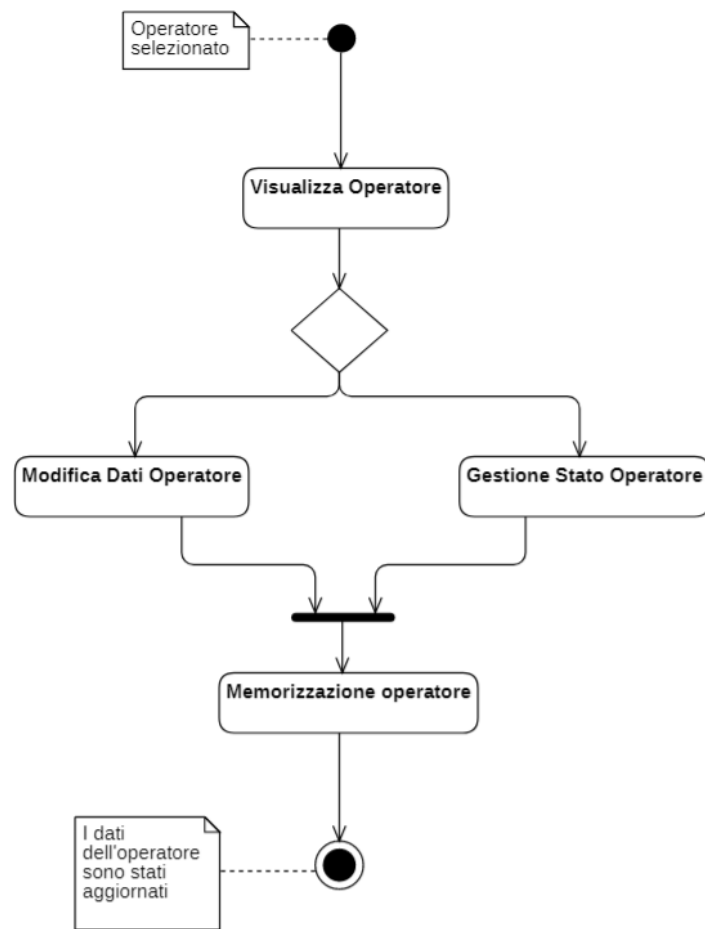 Operatore
selezionato
Visualizza Operatore
Modifica Dati Operatore
Gestione Stato Operatore
Memorizzazione operatore
I dati
dell'operatore
sono stati
aggiornati